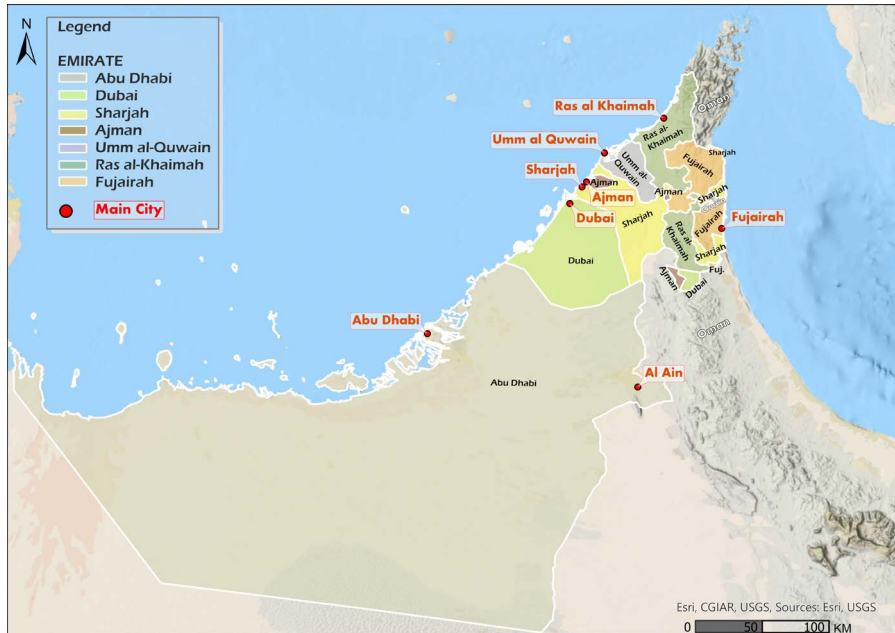 N
Legend
EMIRATE
Abu Dhabi
Dubai
Sharjah
Ajman
Umm al-Quwain
Ras al-Khaimah
Fujairah
Main City
Ras al Khaimah
Oman
Umm al Quwain
Ras al-
Khaimah
Sharjah
Fujairah
Umm al-
Quwain
Sharjah
Ajman
Ajman
Sharjah
Ajman
Dubai
Sharjah
Fujairah
Fujairah
Ras al-
Khaimah
Sharjah
Dubai
Fuj.
Ajman
Dubai
Oman
Abu Dhabi
Al Ain
Abu Dhabi
Esri, CGIAR, USGS, Sources: Esri, USGS
0 50 100 KM